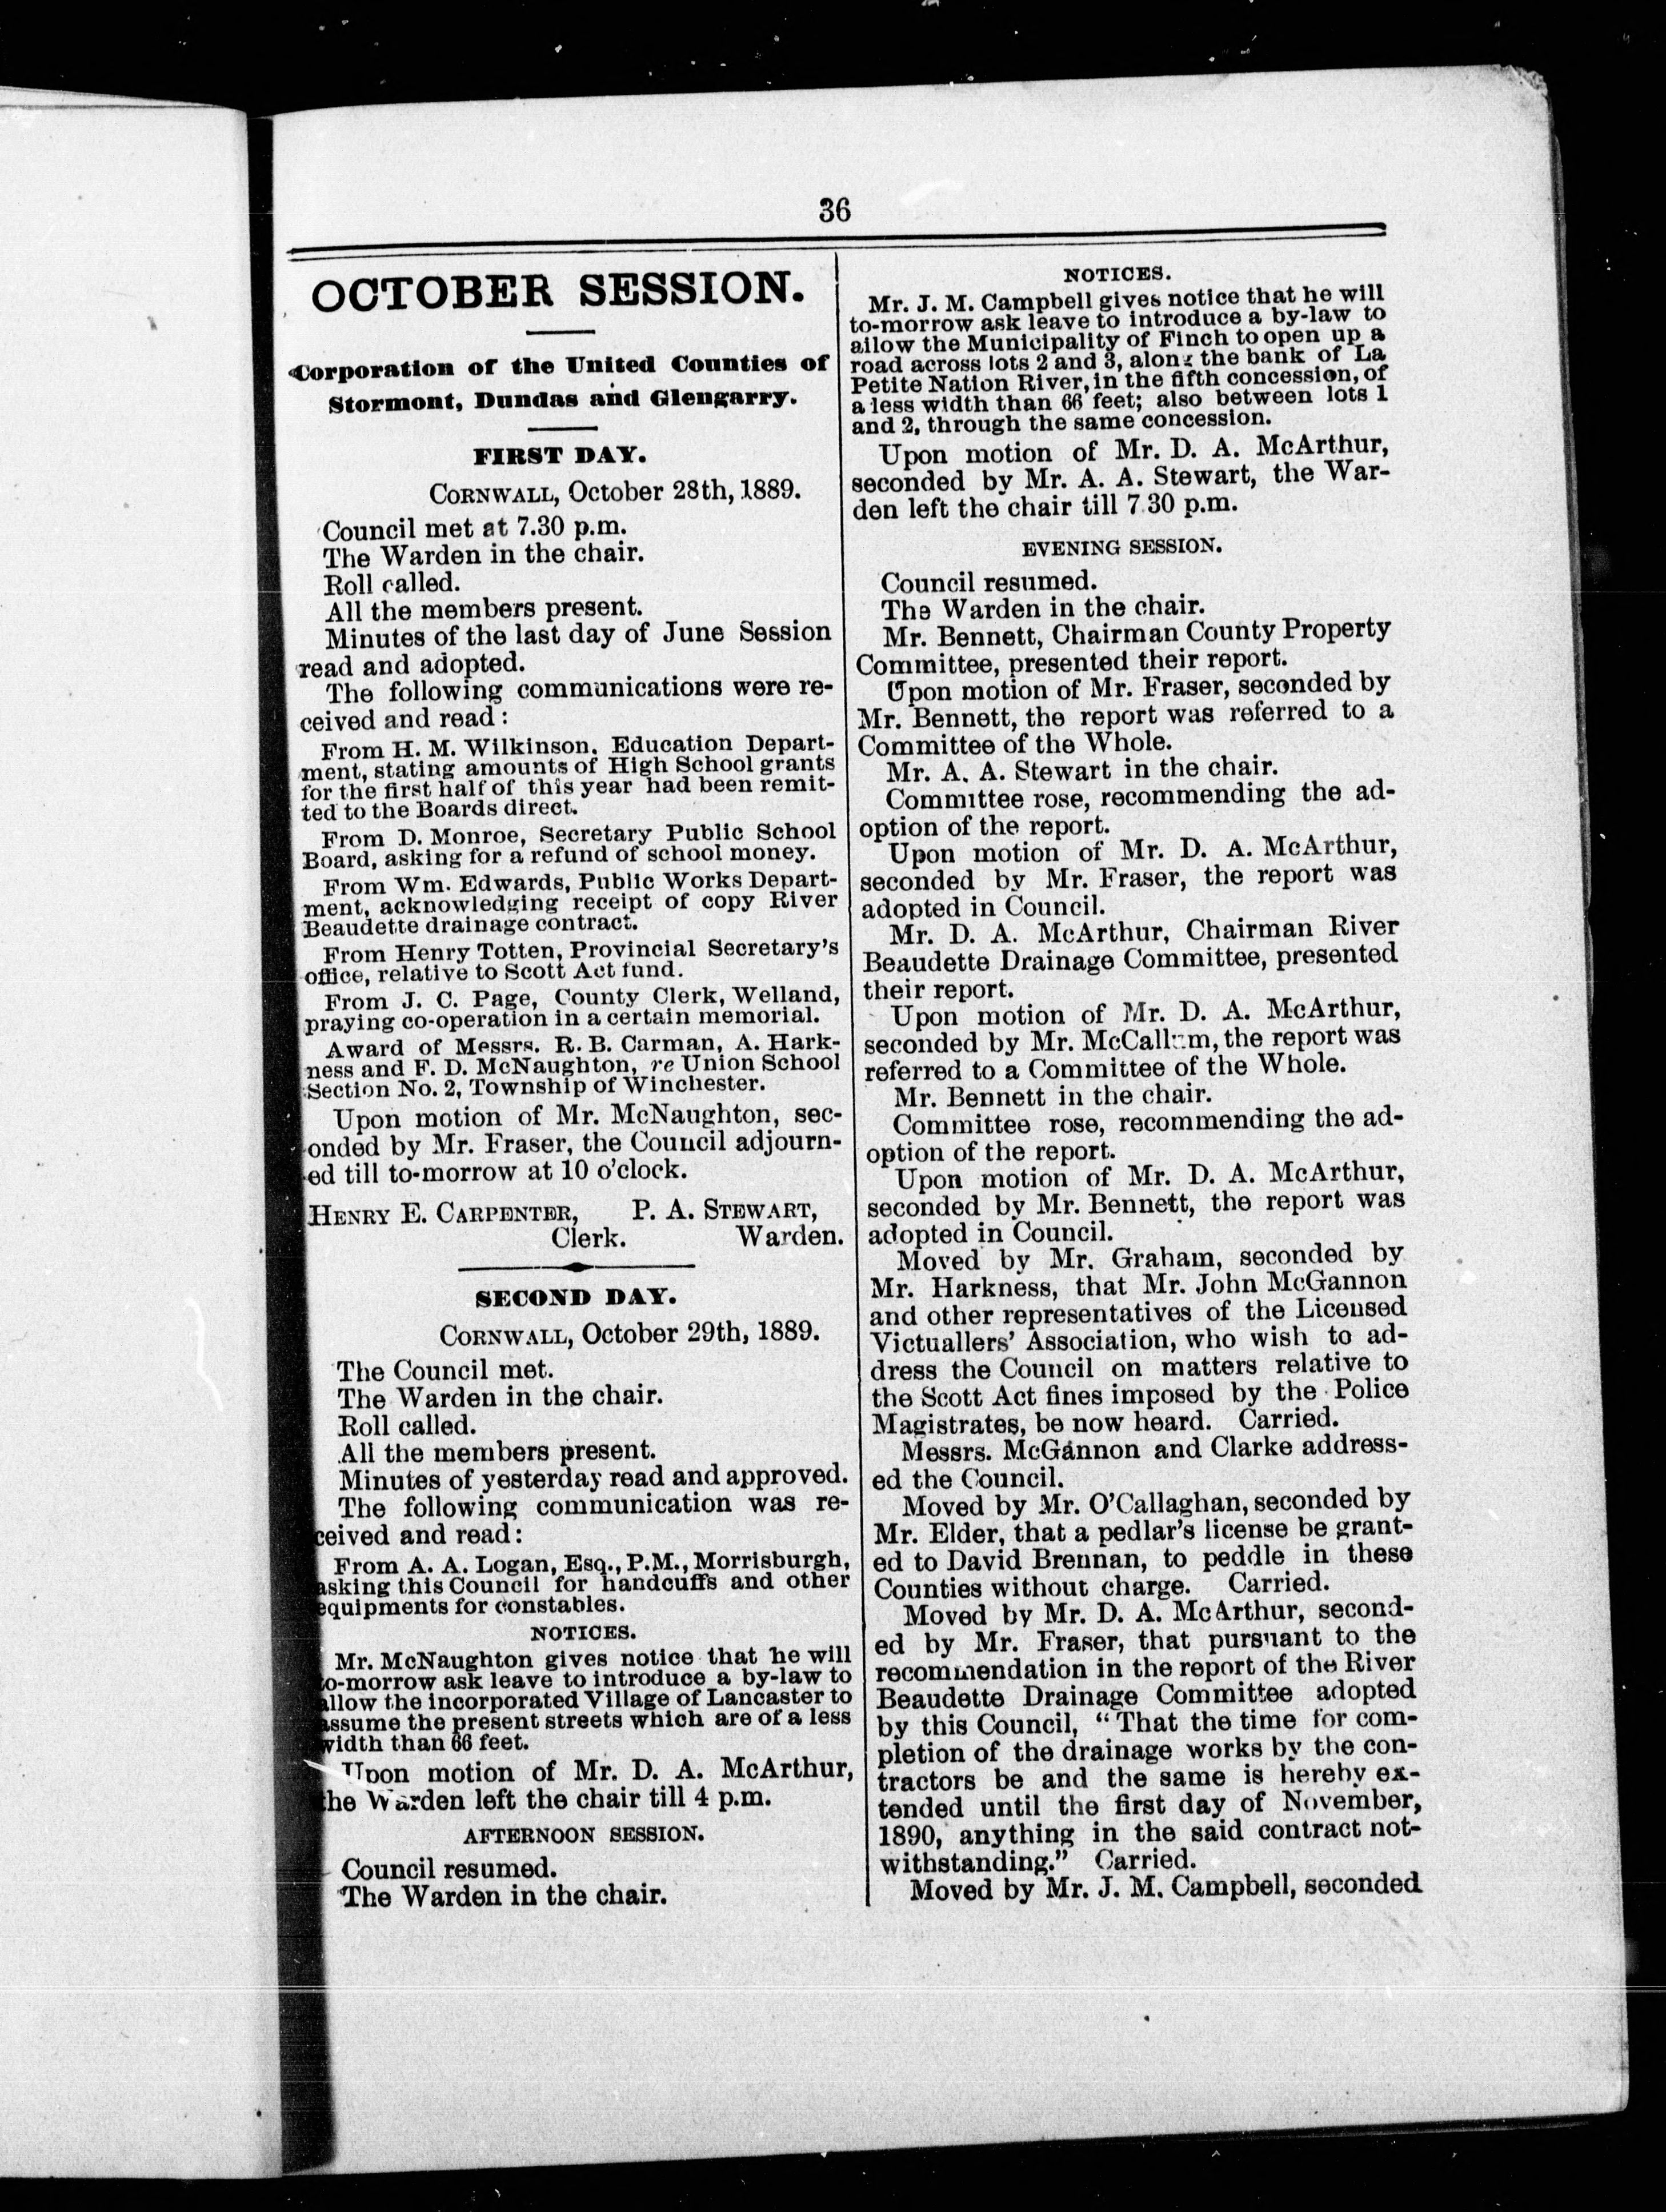 36
OCTOBER SESSION.
Corporation of the United Counties of
Stormont, Dundas and Glengarry.
FIRST DAY.
CORNWALL, October 28th, 1889.
Council met at 7.30 p.m.
The Warden in the chair.
Roll called.
All the members present.
Minutes of the last day of June Session
read and adopted.
The following communications were re-
ceived and read:
From H. M. Wilkinson, Education Depart-
ment, stating amounts of High School grants
for the first half of this year had been remit-
ted to the Boards direct.
From D. Monroe, Secretary Public School
Board, asking for a refund of school money.
From Wm. Edwards, Public Works Depart-
ment, acknowledging receipt of copy River
Beaudette drainage contract.
From Henry Totten, Provincial Secretary's
office, relative to Scott Act fund.
From J. C. Page, County Clerk, Welland,
praying co-operation in a certain memorial.
Award of Messrs. R. B. Carman, A. Hark-
ness and F. D. McNaughton, re Union School
Section No. 2, Township of Winchester.
Upon motion of Mr. McNaughton, sec-
onded by Mr. Fraser, the Council adjourn-
ed till to-morrow at 10 o'clock.
HENRY E. CARPENTER, P. A. STEWART,
Clerk. Warden.
SECOND DAY.
CORNWALL, October 29th, 1889.
The Council met.
The Warden in the chair.
Roll called.
All the members present.
Minutes of yesterday read and approved.
The following communication was re-
ceived and read:
From A. A. Logan, Esq., P.M., Morrisburgh,
asking this Council for handcuffs and other
equipments for constables.
NOTICES.
Mr. McNaughton gives notice that he will
to-morrow ask leave to introduce a by-law to
allow the incorporated Village of Lancaster to
assume the present streets which are of a less
width than 66 feet.
Upon motion of Mr. D. A. McArthur,
the Warden left the chair till 4 p.m.
AFTERNOON SESSION.
Council resumed.
The Warden in the chair.
NOTICES.
Mr. J. M. Campbell gives notice that he will
to-morrow ask leave to introduce a by-law to
allow the Municipality of Finch to open up a
road across lots 2 and 3, along the bank of La
Petite Nation River, in the fifth concession, of
a less width than 66 feet; also between lots 1
and 2, through the same concession.
Upon motion of Mr. D. A. McArthur,
seconded by Mr. A. A. Stewart, the War-
den left the chair till 7.30 p.m.
EVENING SESSION.
Council resumed.
The Warden in the chair.
Mr. Bennett, Chairman County Property
Committee, presented their report.
Upon motion of Mr. Fraser, seconded by
Mr. Bennett, the report was referred to a
Committee of the Whole.
Mr. A. A. Stewart in the chair.
Committee rose, recommending the ad-
option of the report.
Upon motion of Mr. D. A. McArthur,
seconded by Mr. Fraser, the report was
adopted in Council.
Mr. D. A. McArthur, Chairman River
Beaudette Drainage Committee, presented
their report.
Upon motion of Mr. D. A. McArthur,
seconded by Mr. McCallum, the report was
referred to a Committee of the Whole.
Mr. Bennett in the chair.
Committee rose, recommending the ad-
option of the report.
Upon motion of Mr. D. A. McArthur,
seconded by Mr. Bennett, the report was
adopted in Council.
Moved by Mr. Graham, seconded by
Mr. Harkness, that Mr. John McGannon
and other representatives of the Licensed
Victuallers' Association, who wish to ad-
dress the Council on matters relative to
the Scott Act fines imposed by the Police
Magistrates, be now heard. Carried.
Messrs. McGannon and Clarke address-
ed the Council.
Moved by Mr. O'Callaghan, seconded by
Mr. Elder, that a pedlar's license be grant-
ed to David Brennan, to peddle in these
Counties without charge. Carried.
Moved by Mr. D. A. McArthur, second-
ed by Mr. Fraser, that pursuant to the
recommendation in the report of the River
Beaudette Drainage Committee adopted
by this Council, "That the time for com-
pletion of the drainage works by the con-
tractors be and the same is hereby ex-
tended until the first day of November,
1890, anything in the said contract not-
withstanding." Carried.
Moved by Mr. J. M. Campbell, seconded